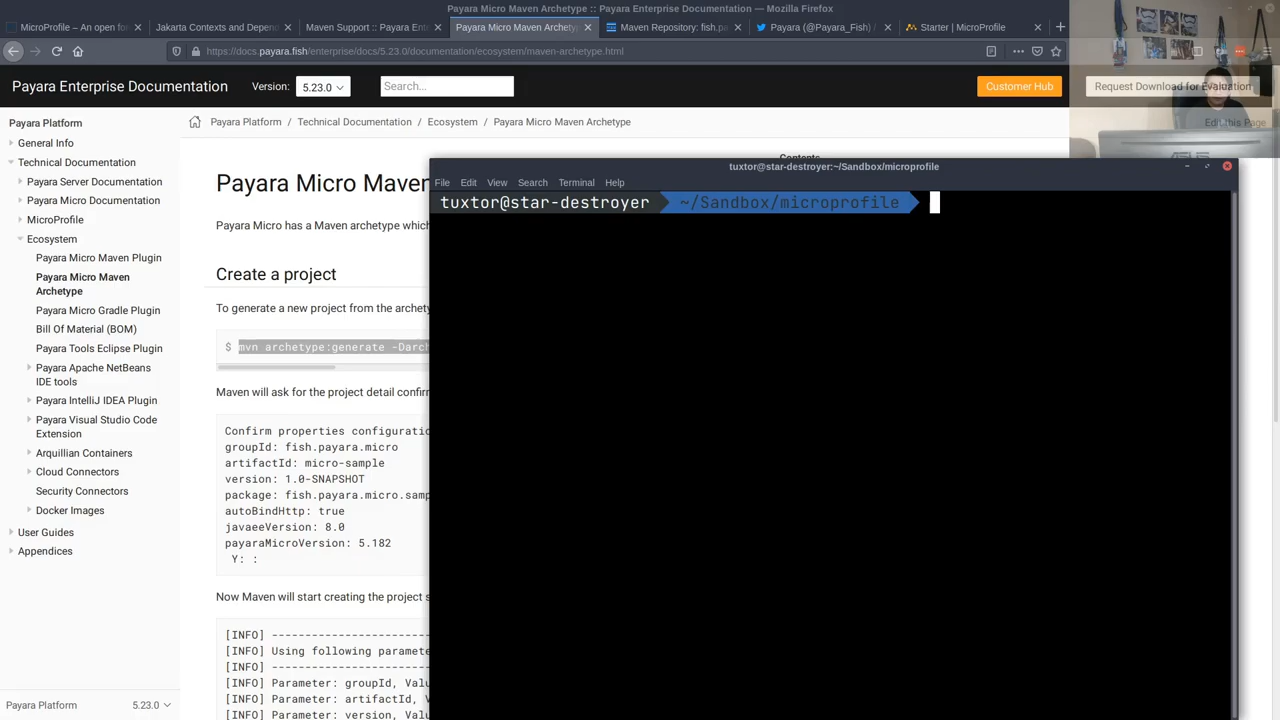 Payara Micro Maven Archetype :: Payara Enterprise Documentation — Mozilla Firefox
MicroProfile – An open for
Jakarta Contexts and Depen
Maven Support :: Payara En
Payara Micro Maven Archety
Maven Repository: fish.pa
Payara (@Payara_Fish) /
Starter | MicroProfile
https://docs.payara.fish/enterprise/docs/5.23.0/documentation/ecosystem/maven-archetype.html
Payara Enterprise Documentation
Version:
5.23.0
Search...
Customer Hub
Request Download for Evaluation
Payara Platform
General Info
Technical Documentation
Payara Server Documentation
Payara Micro Documentation
MicroProfile
Ecosystem
Payara Micro Maven Plugin
Payara Micro Maven
Archetype
Payara Micro Gradle Plugin
Bill Of Material (BOM)
Payara Tools Eclipse Plugin
Payara Apache NetBeans
IDE tools
Payara IntelliJ IDEA Plugin
Payara Visual Studio Code
Extension
Arquillian Containers
Cloud Connectors
Security Connectors
Docker Images
User Guides
Appendices
Payara Platform
5.23.0
Payara Platform / Technical Documentation / Ecosystem / Payara Micro Maven Archetype
Edit this Page
Contents
Payara Micro Maven
Payara Micro has a Maven archetype which
Create a project
To generate a new project from the archety
$ mvn archetype:generate -Darch
Maven will ask for the project detail confirm
Confirm properties configuratio
groupId: fish.payara.micro
artifactId: micro-sample
version: 1.0-SNAPSHOT
package: fish.payara.micro.samp
autoBindHttp: true
javaeeVersion: 8.0
payaraMicroVersion: 5.182
Y: :
Now Maven will start creating the project s
[INFO] ------------------------
[INFO] Using following paramete
[INFO] ------------------------
[INFO] Parameter: groupId, Valu
[INFO] Parameter: artifactId, V
[INFO] Parameter: version, Valu
tuxtor@star-destroyer:~/Sandbox/microprofile
File Edit View Search Terminal Help
tuxtor@star-destroyer ~/Sandbox/microprofile